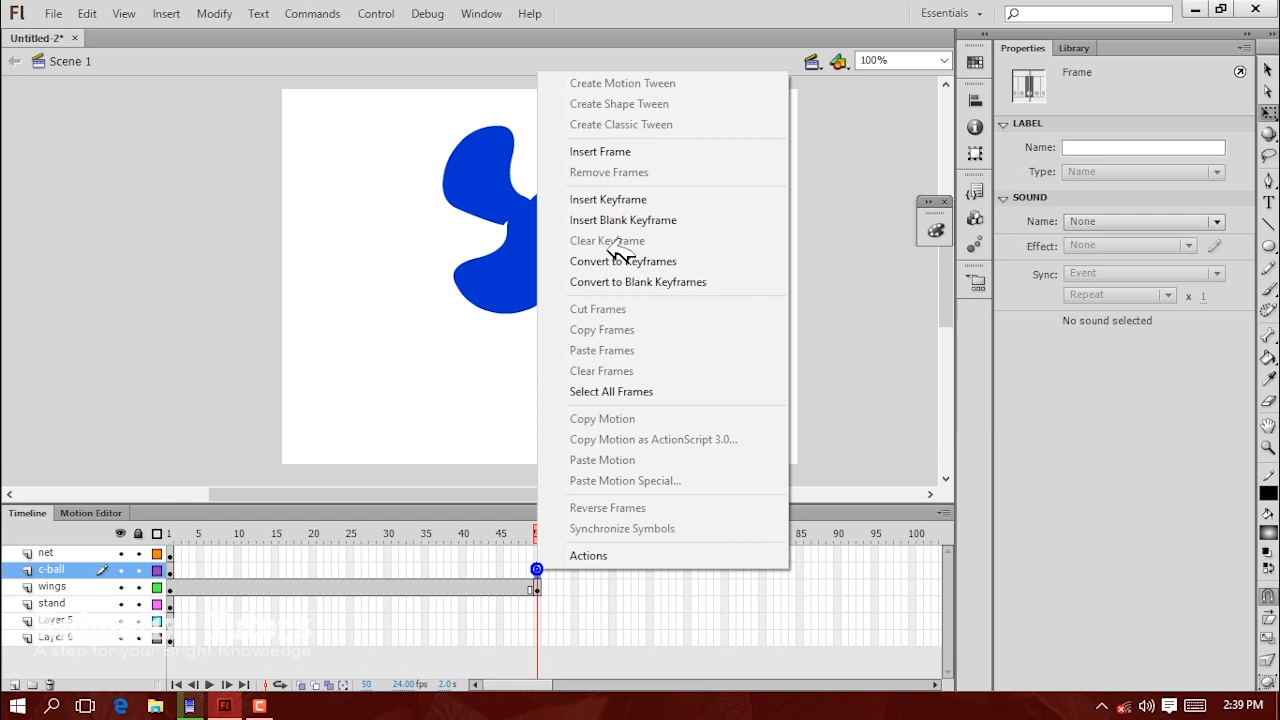 Fl File Edit View Insert Modify Text Commands Control Debug Window Help Essentials
Untitled-2* ×
Scene 1 100%
Properties Library
Frame
LABEL
Name:
Type: Name
SOUND
Name: None
Effect: None
Sync: Event
Repeat x 1
No sound selected
Create Motion Tween
Create Shape Tween
Create Classic Tween
Insert Frame
Remove Frames
Insert Keyframe
Insert Blank Keyframe
Clear Keyframe
Convert to Keyframes
Convert to Blank Keyframes
Cut Frames
Copy Frames
Paste Frames
Clear Frames
Select All Frames
Copy Motion
Copy Motion as ActionScript 3.0...
Paste Motion
Paste Motion Special...
Reverse Frames
Synchronize Symbols
Actions
Timeline Motion Editor
1 5 10 15 20 25 30 35 40 45 85 90 95 100
net
c-ball
wings
stand
Layer
Layer
A step for your Bright Knowledge
50 24.00 fps 2.0 s
Fl 2:39 PM